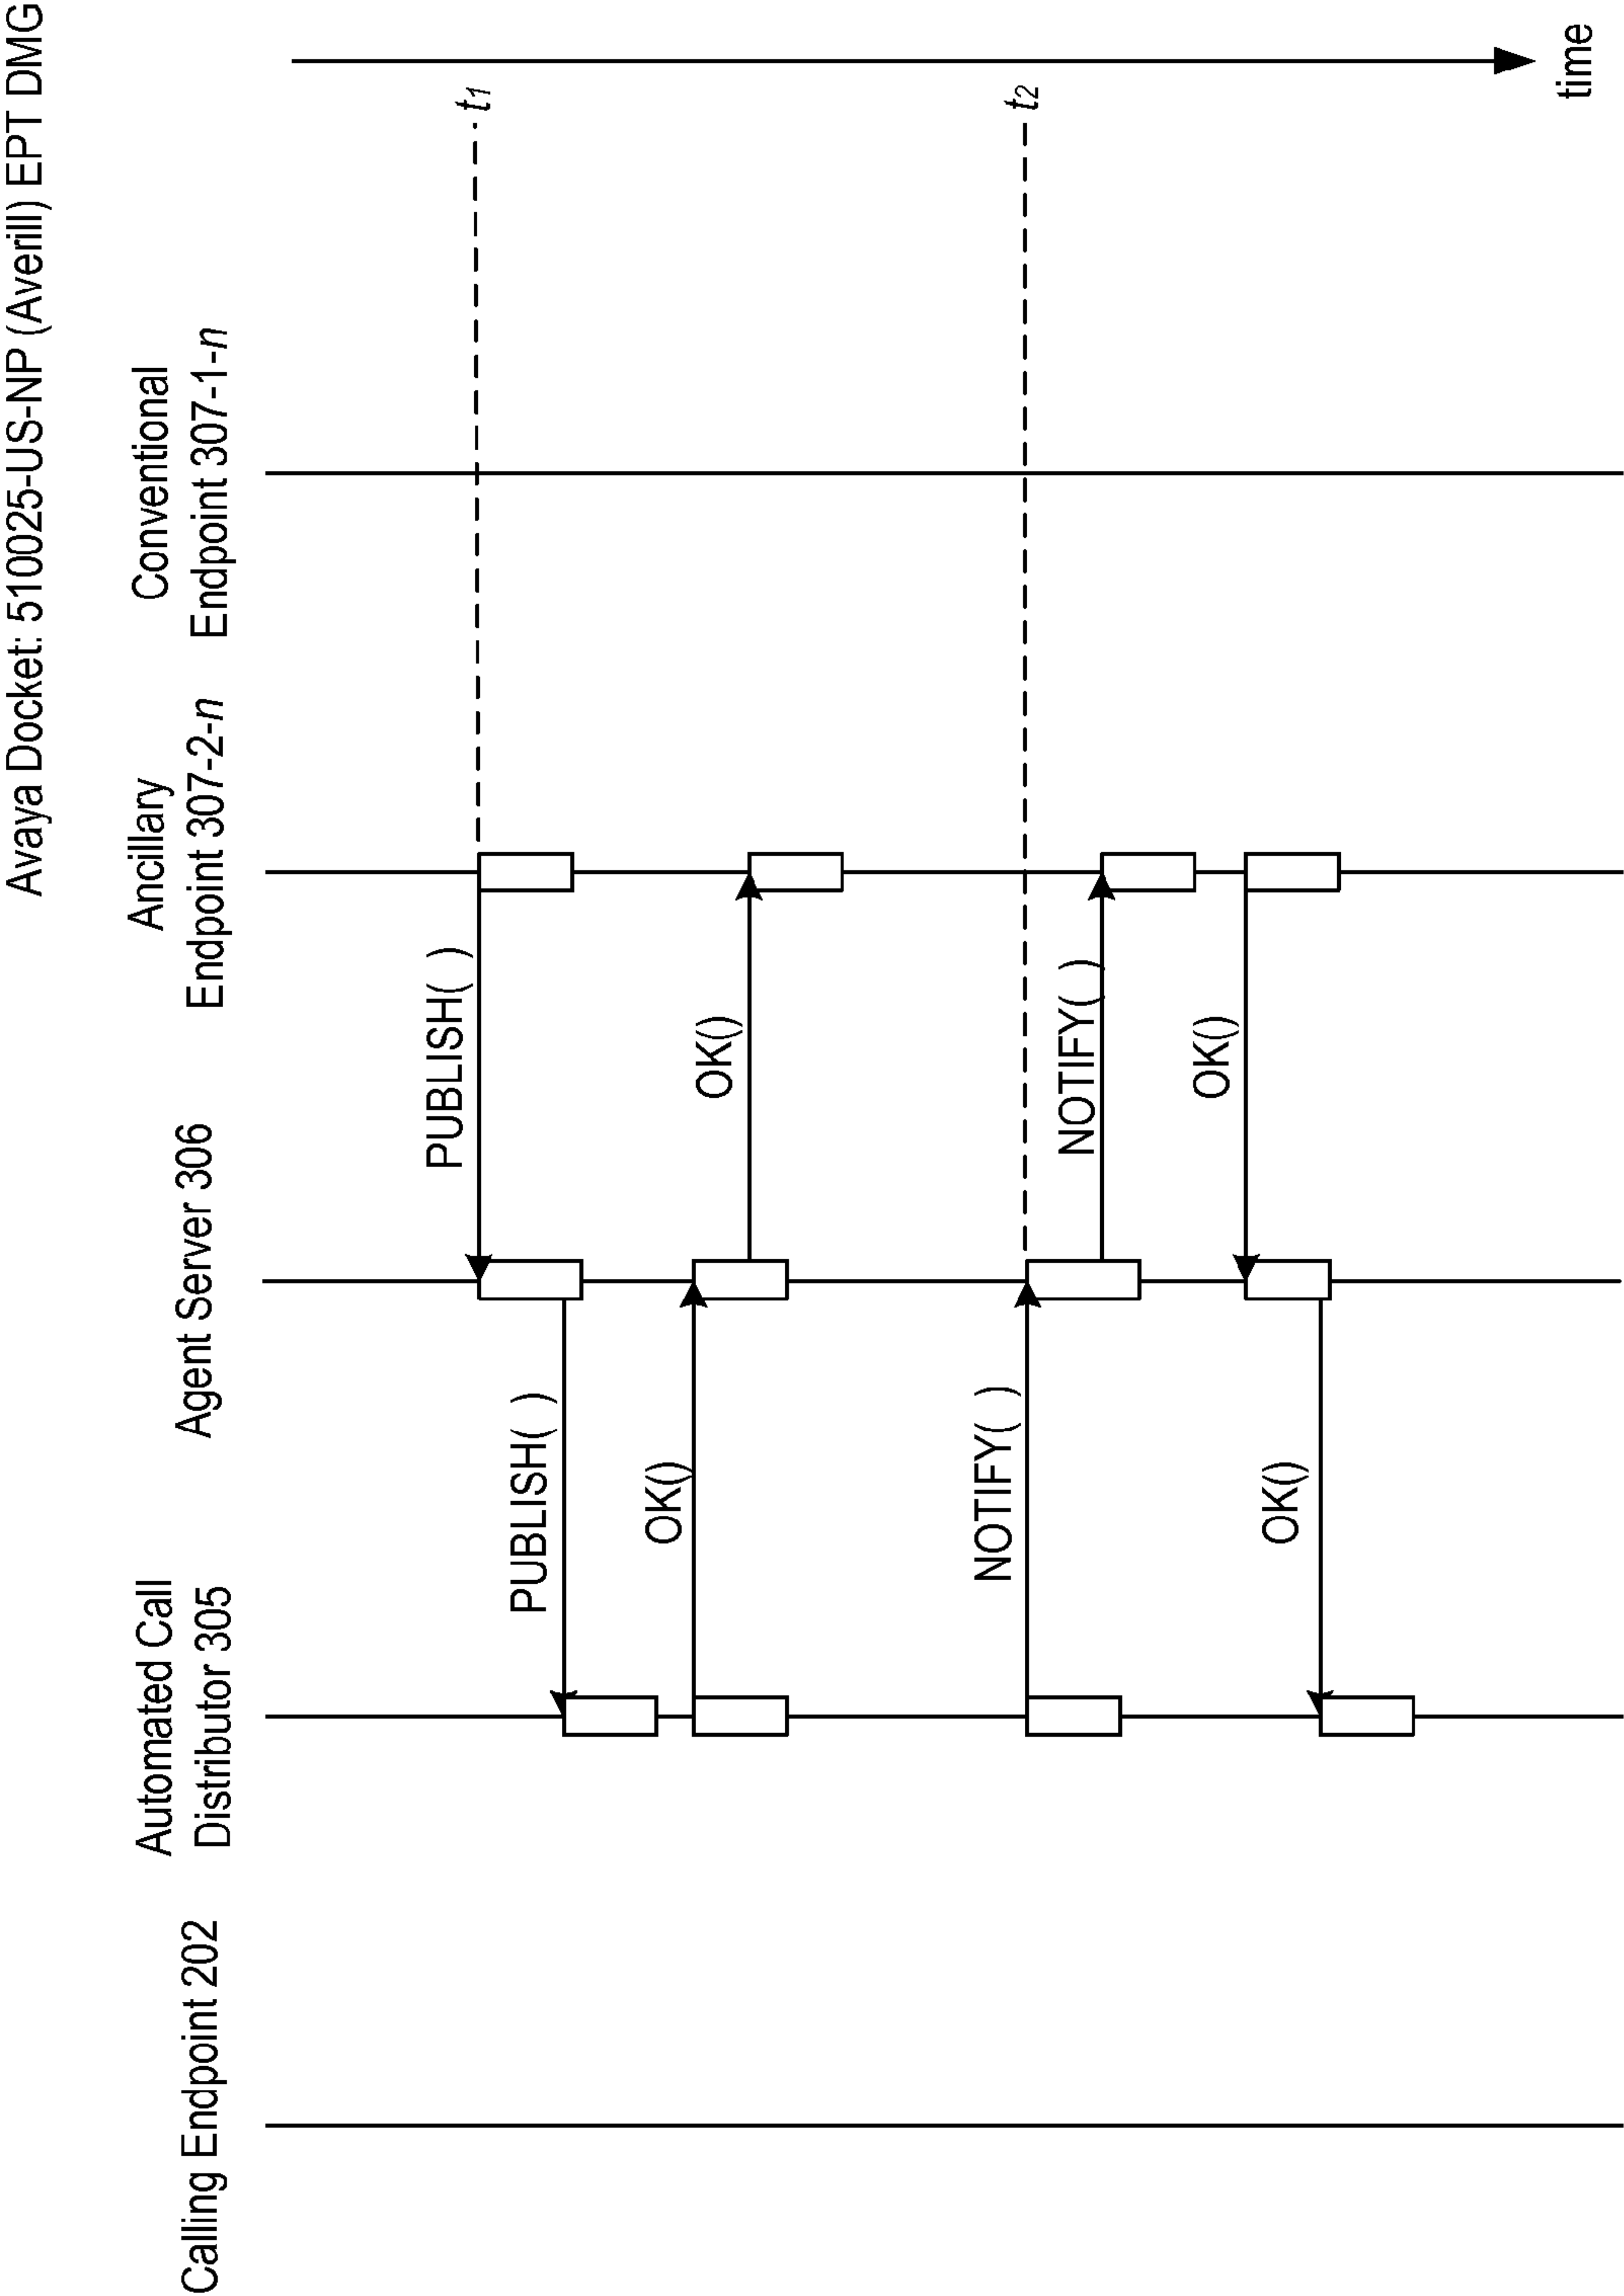 Avaya Docket: 510025-US-NP (Averill) EPT DMG
Calling Endpoint 202
Automated Call
Distributor 305
Agent Server 306
Ancillary
Endpoint 307-2-n
Conventional
Endpoint 307-1-n
t1
PUBLISH( )
PUBLISH( )
OK()
OK()
t2
NOTIFY( )
NOTIFY( )
OK()
OK()
time